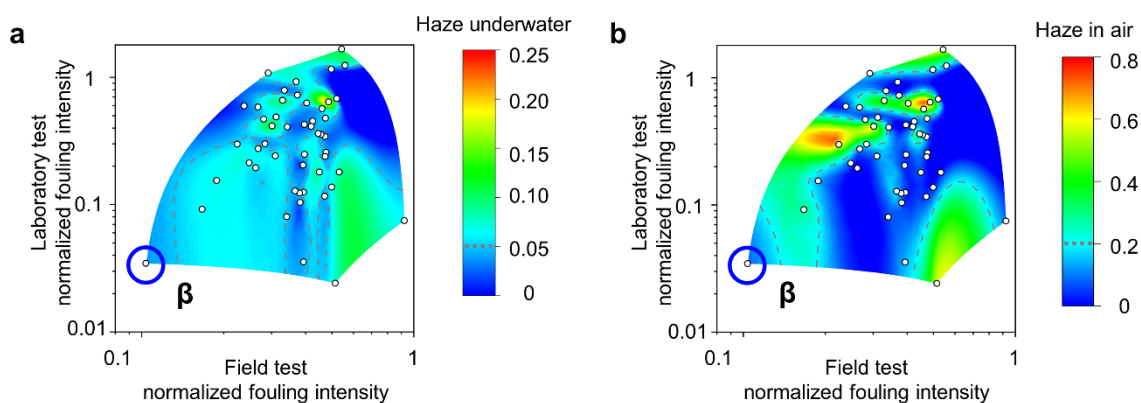 a
Haze underwater
Laboratory test
normalized fouling intensity
1
0.1
0.01
0.1
1
Field test
normalized fouling intensity
β
0.25
0.20
0.15
0.10
0.05
0
b
Haze in air
Laboratory test
normalized fouling intensity
1
0.1
0.01
0.1
1
Field test
normalized fouling intensity
β
0.8
0.6
0.4
0.2
0